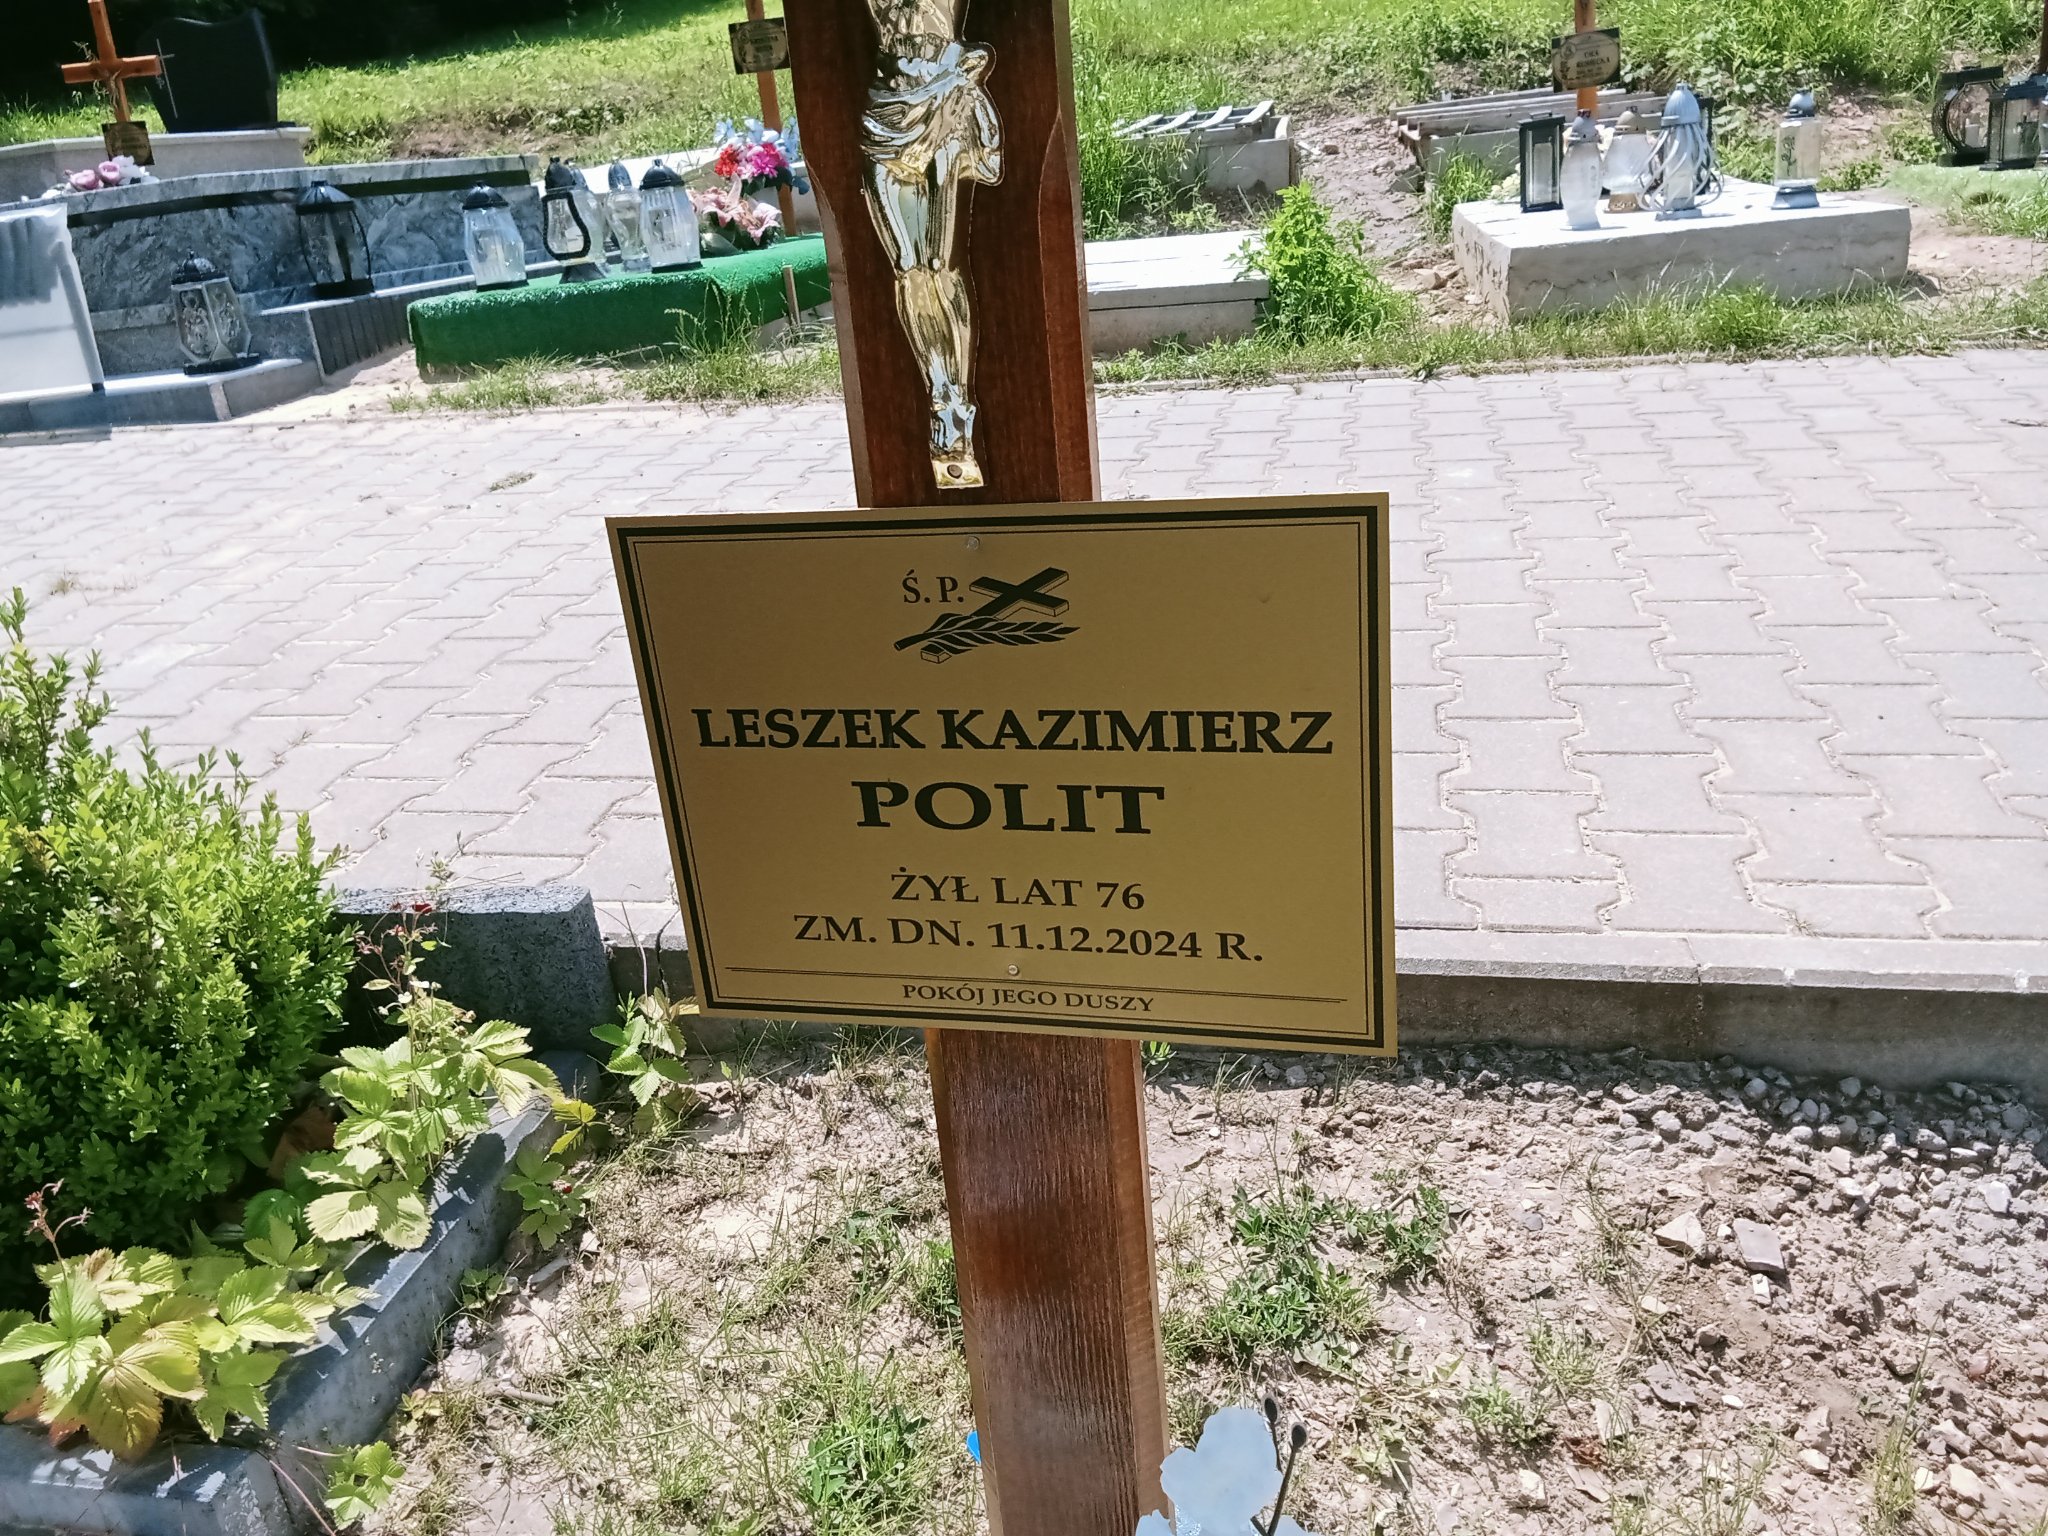 Ś. P.
LESZEK KAZIMIERZ
POLIT
ŻYŁ LAT 76
ZM. DN. 11.12.2024 R.
POKÓJ JEGO DUSZY